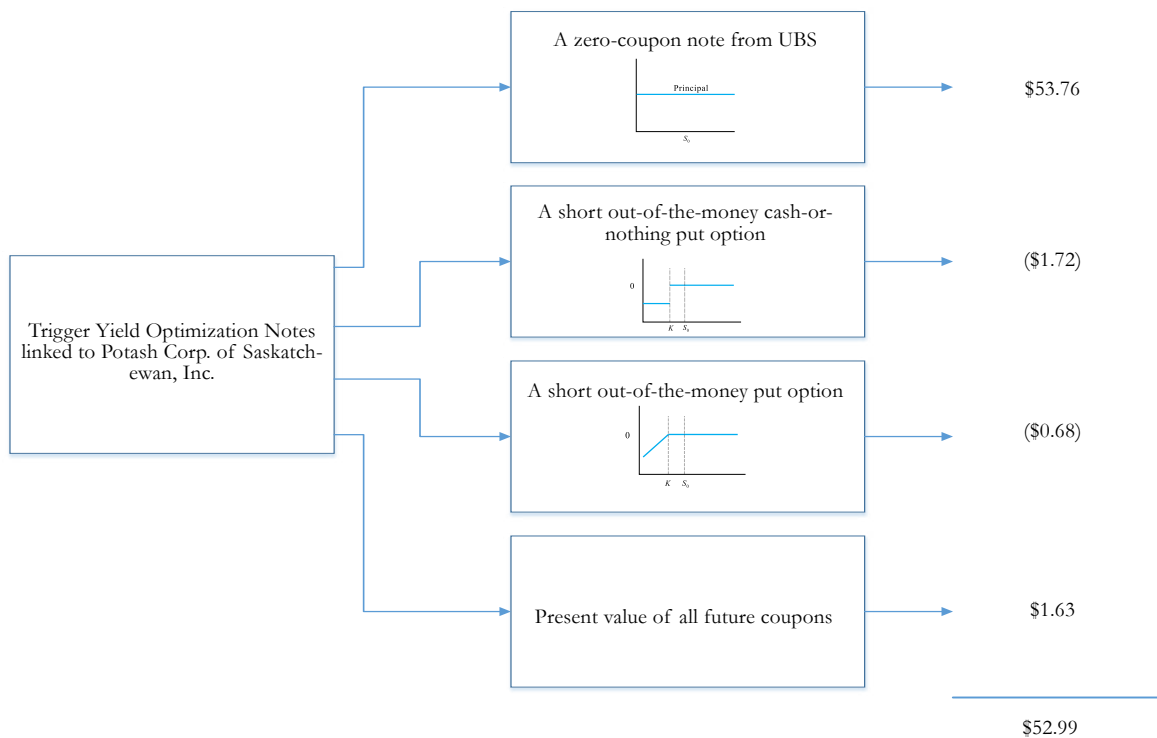 A zero-coupon note from UBS
Principal
S₀
$53.76
A short out-of-the-money cash-or-
nothing put option
0
K
S₀
($1.72)
Trigger Yield Optimization Notes
linked to Potash Corp. of Saskatch-
ewan, Inc.
A short out-of-the-money put option
0
K
S₀
($0.68)
Present value of all future coupons
$1.63
$52.99